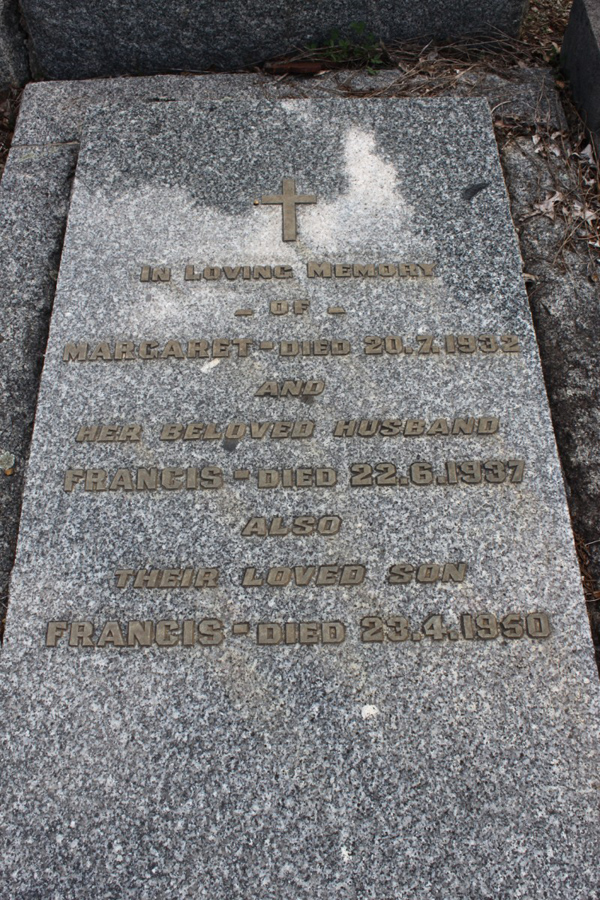 In Loving Memory
– OF –
MARGARET – DIED 20.7.1932
AND
HER BELOVED HUSBAND
FRANCIS – DIED 22.6.1937
ALSO
THEIR LOVED SON
FRANCIS – DIED 23.4.1950